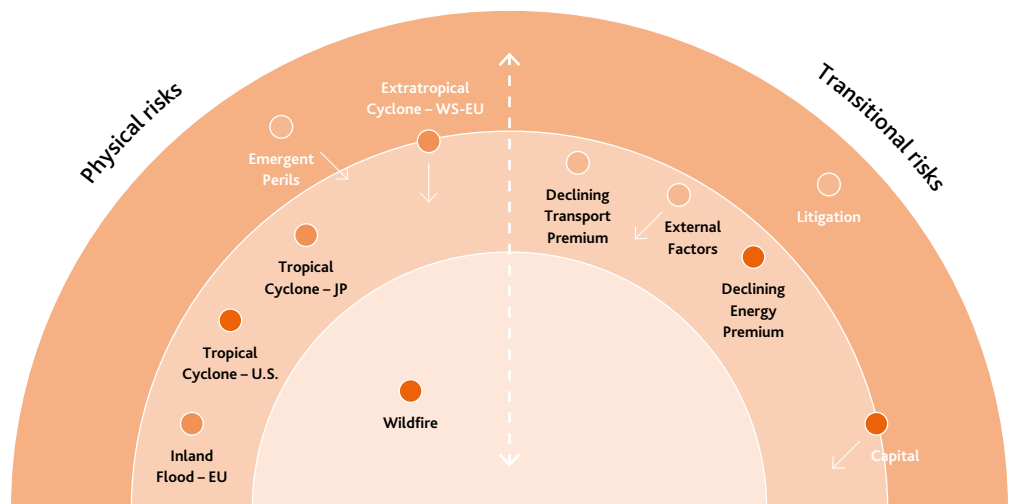 Physical risks
Transitional risks
Extratropical
Cyclone – WS-EU
Emergent
Perils
Declining
Transport
Premium
External
Factors
Litigation
Tropical
Cyclone – JP
Declining
Energy
Premium
Tropical
Cyclone – U.S.
Wildfire
Inland
Flood – EU
Capital